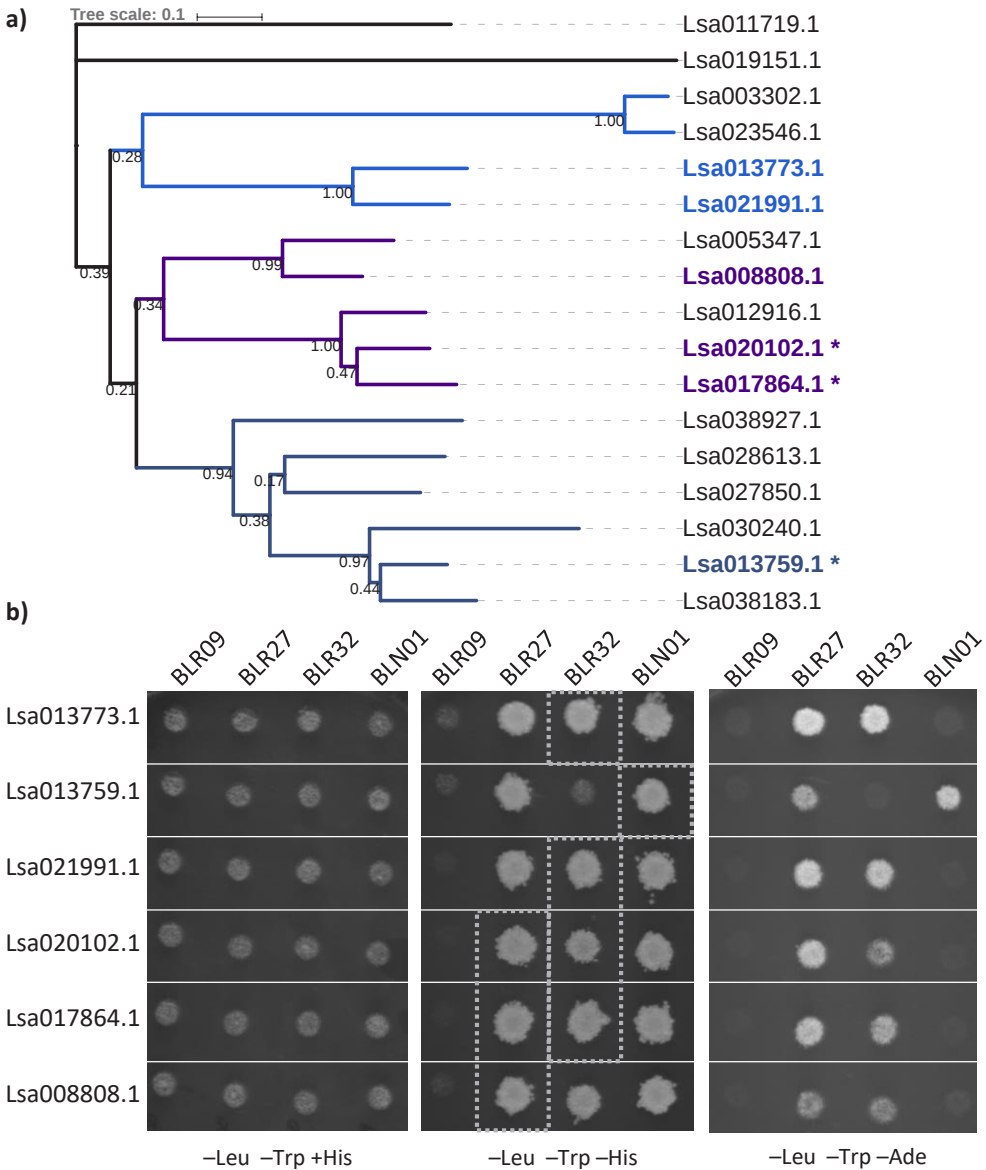 a)
Tree scale: 0.1
Lsa011719.1
Lsa019151.1
Lsa003302.1
1.00
Lsa023546.1
0.28
Lsa013773.1
1.00
Lsa021991.1
Lsa005347.1
0.99
0.39
Lsa008808.1
0.34
Lsa012916.1
1.00
Lsa020102.1 *
0.47
0.21
Lsa017864.1 *
Lsa038927.1
Lsa028613.1
0.94
0.17
Lsa027850.1
0.38
Lsa030240.1
0.97
Lsa013759.1 *
0.44
Lsa038183.1
b)
BLR09 BLR27 BLR32 BLN01 BLR09 BLR27 BLR32 BLN01 BLR09 BLR27 BLR32 BLN01
Lsa013773.1
Lsa013759.1
Lsa021991.1
Lsa020102.1
Lsa017864.1
Lsa008808.1
–Leu –Trp +His –Leu –Trp –His –Leu –Trp –Ade